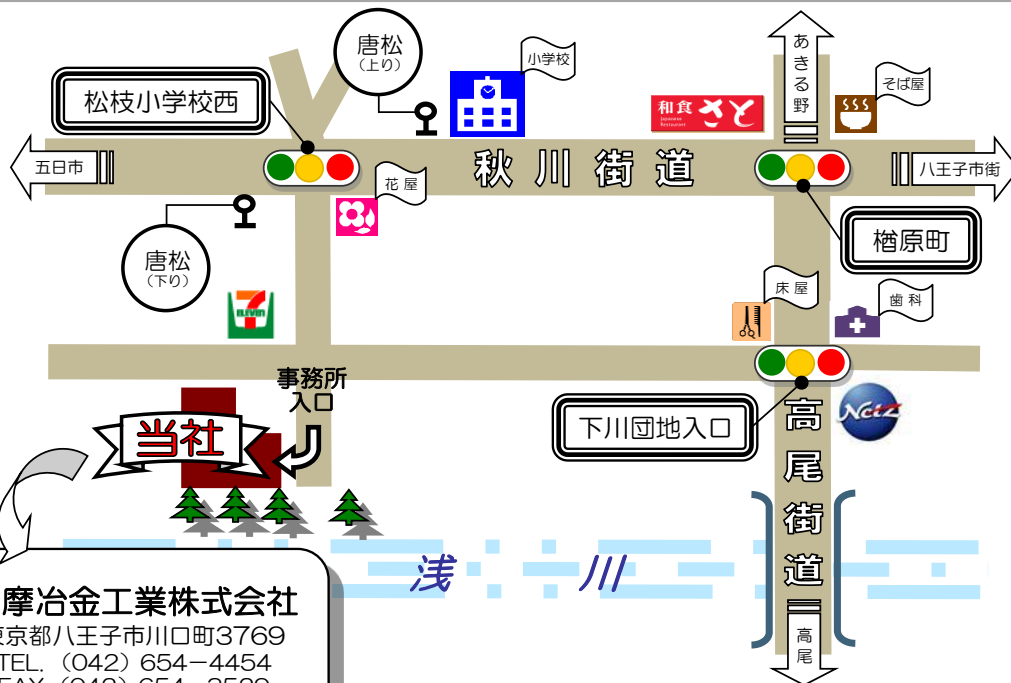 唐松
(上り)
小学校
あきる野
そば屋
松枝小学校西
和食さと
Japanese
Restaurant
五日市
秋川街道
八王子市街
花屋
唐松
(下り)
楢原町
床屋
歯科
7
ELEVEN
事務所
入口
下川団地入口
Netz
当社
高尾街道
浅川
高尾
摩冶金工業株式会社
東京都八王子市川口町3769
TEL. (042) 654-4454